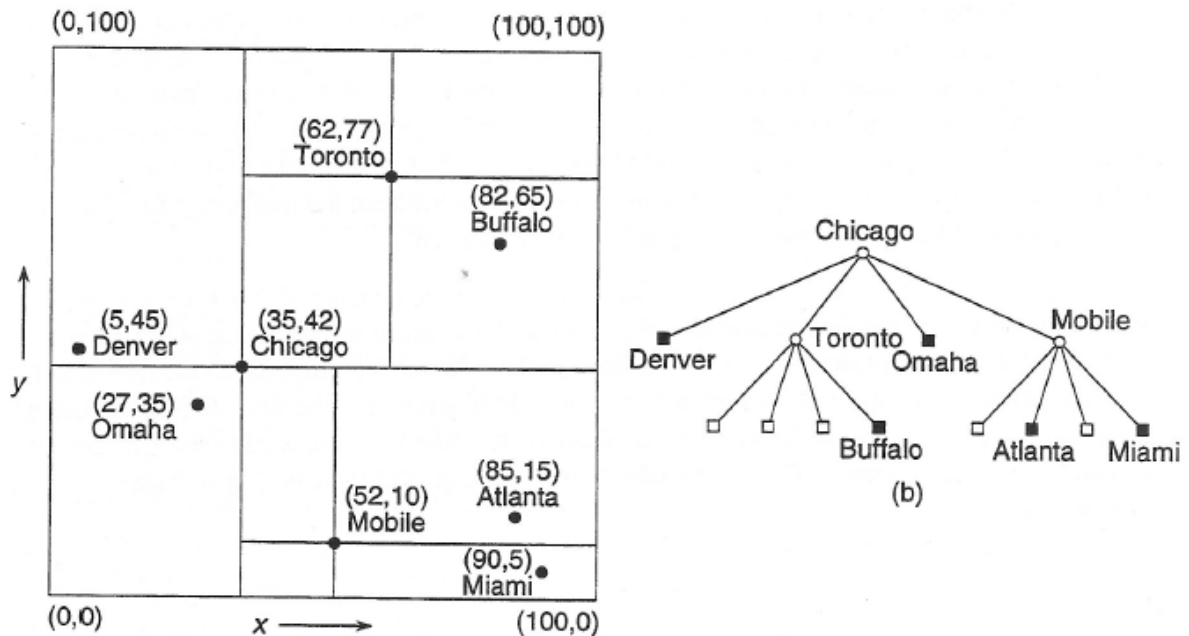 (0,100)
(100,100)
(62,77)
Toronto
(82,65)
Buffalo
(5,45)
Denver
(35,42)
Chicago
y
(27,35)
Omaha
(85,15)
Atlanta
(52,10)
Mobile
(90,5)
Miami
(0,0)
x
(100,0)
Chicago
Denver
Toronto
Omaha
Mobile
Buffalo
Atlanta
Miami
(b)